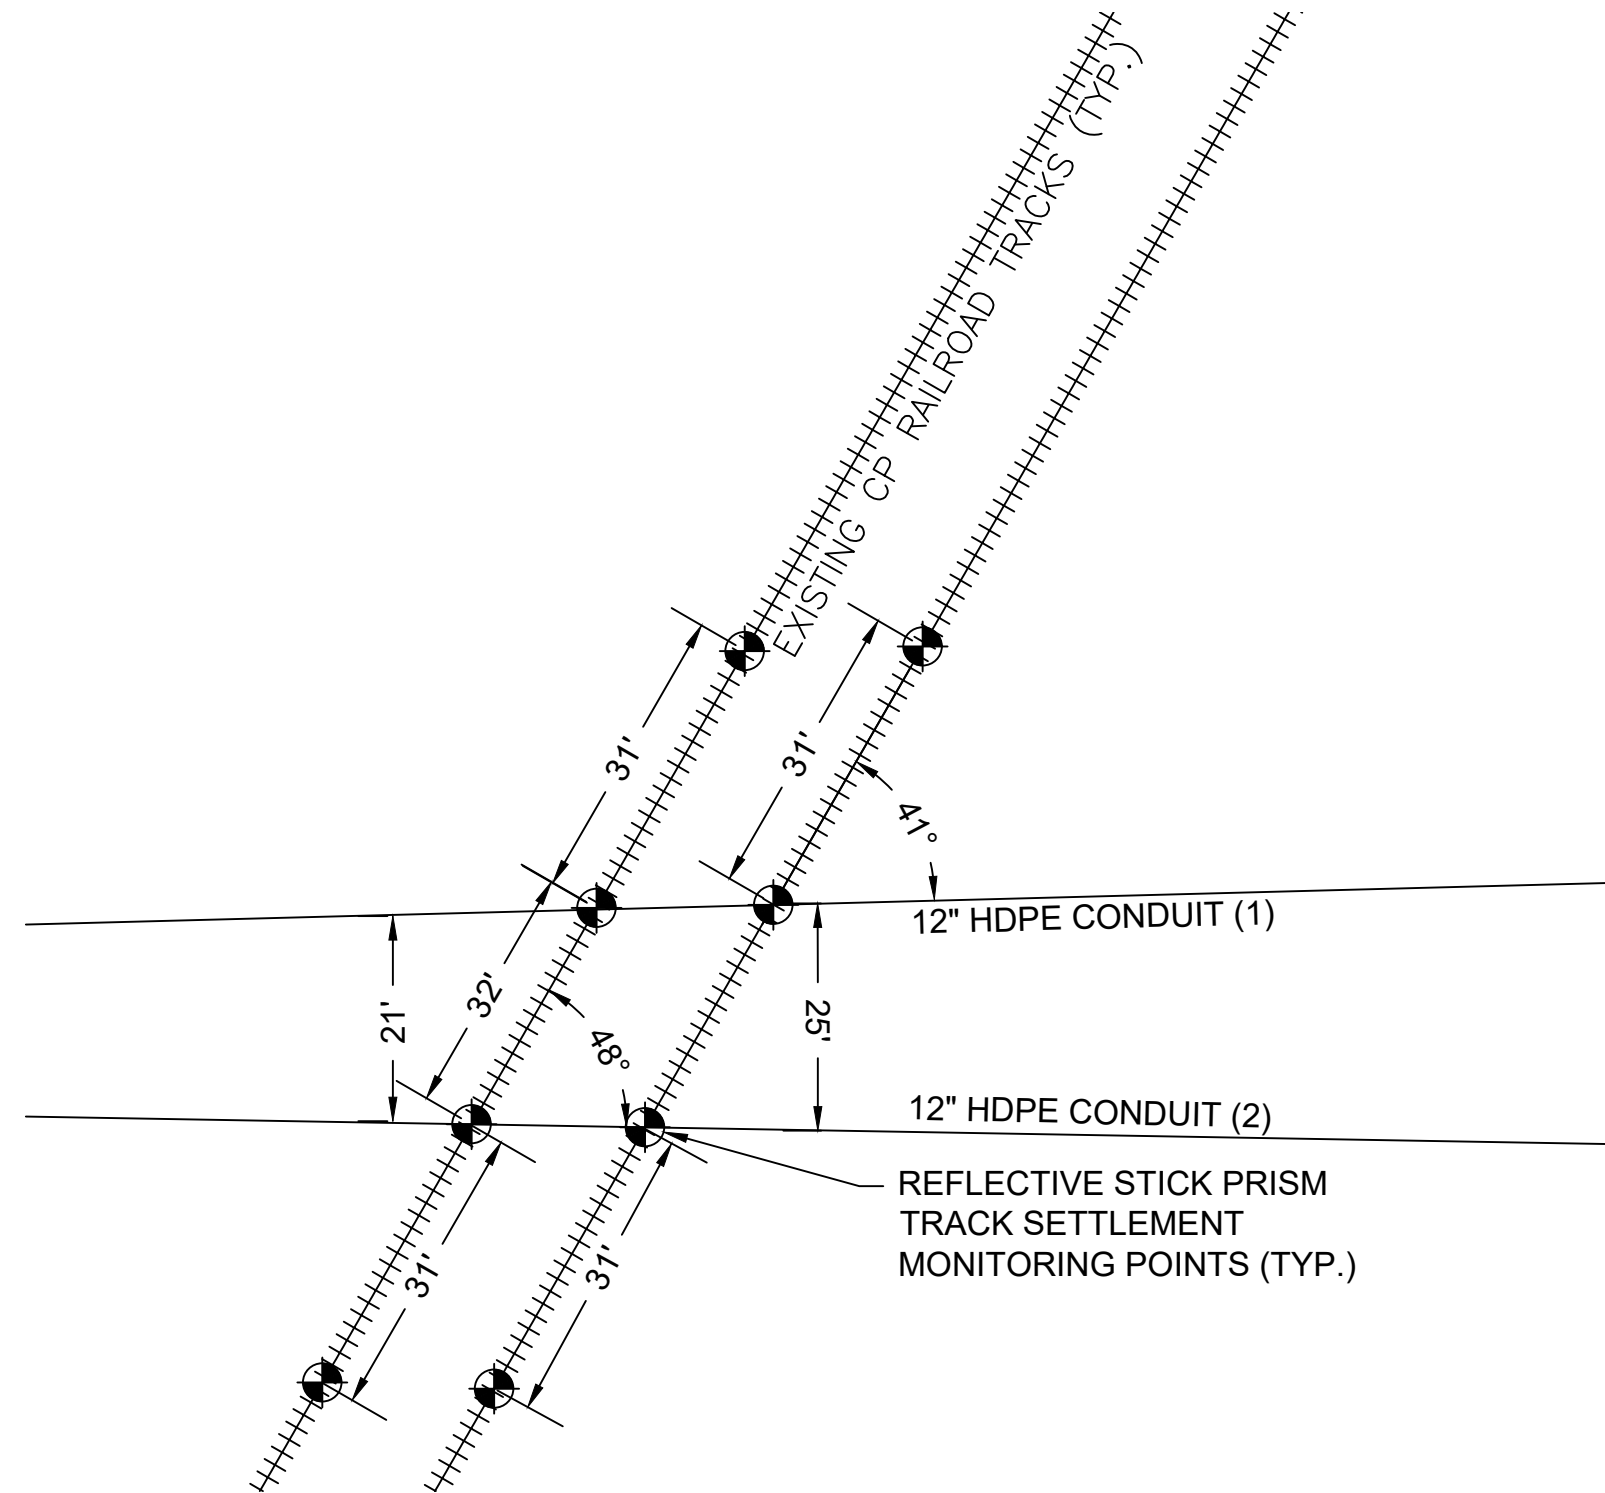 EXISTING CP RAILROAD TRACKS (TYP.)
31'
31'
41°
12" HDPE CONDUIT (1)
32'
21'
25'
48°
12" HDPE CONDUIT (2)
REFLECTIVE STICK PRISM
TRACK SETTLEMENT
MONITORING POINTS (TYP.)
31'
31'